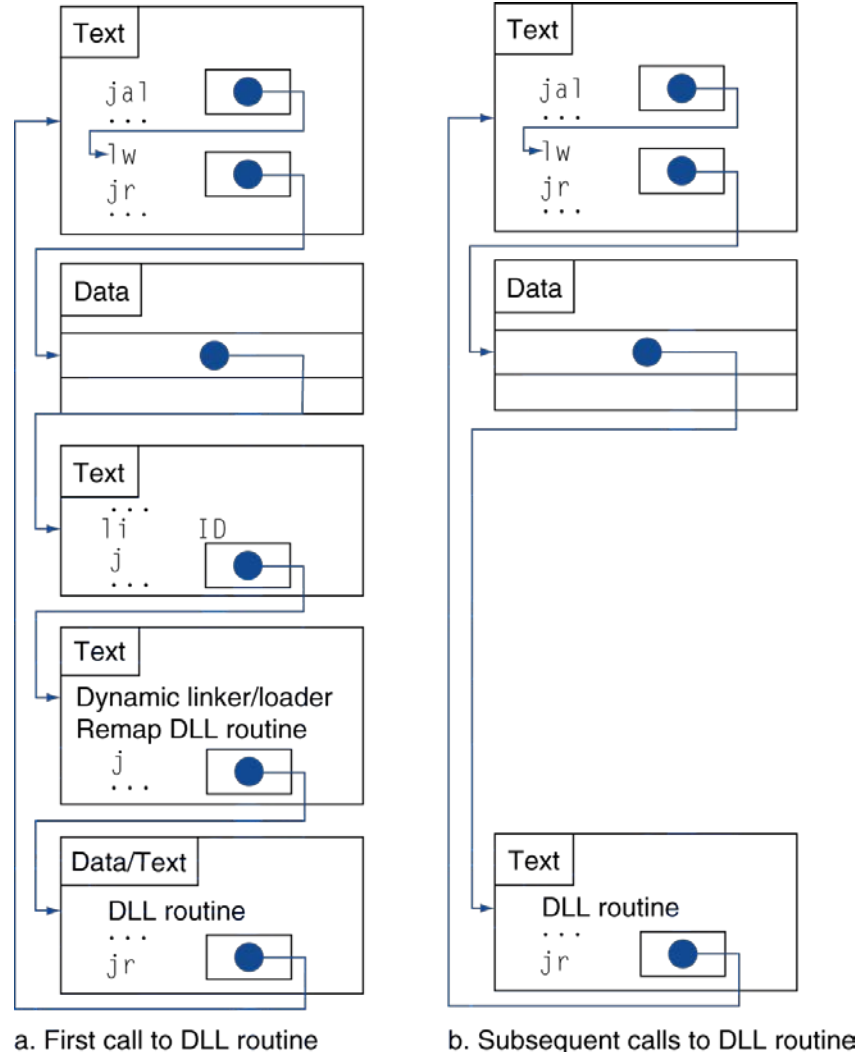 Text
jal
...
lw
jr
...
Data
Text
...
li ID
j
...
Text
Dynamic linker/loader
Remap DLL routine
j
...
Data/Text
DLL routine
...
jr
a. First call to DLL routine
Text
jal
...
lw
jr
...
Data
Text
DLL routine
...
jr
b. Subsequent calls to DLL routine